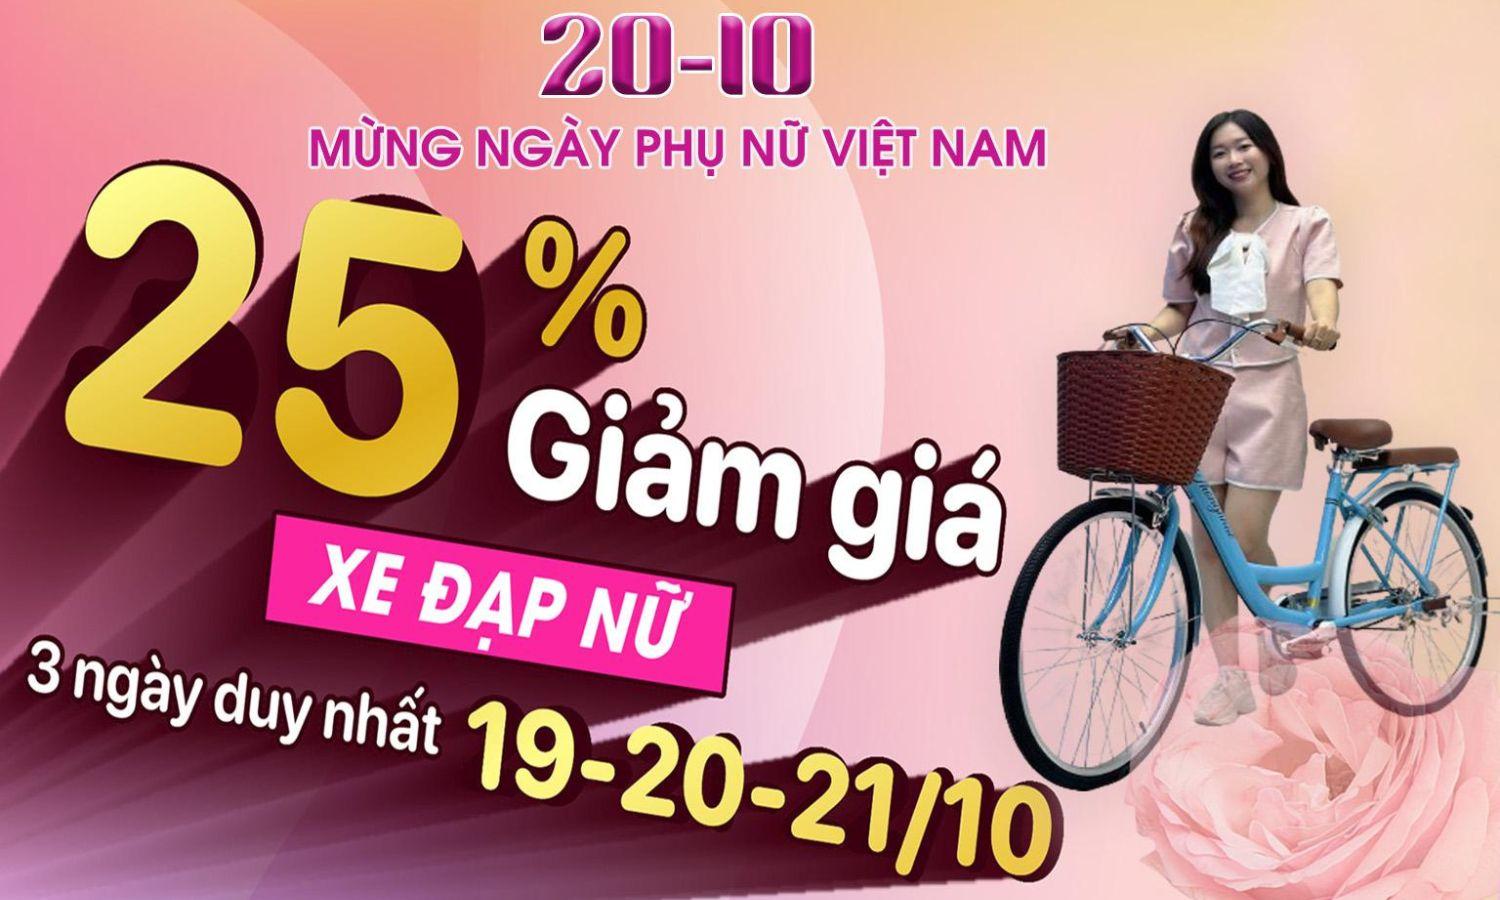 20-10
MỪNG NGÀY PHỤ NỮ VIỆT NAM
25%
Giảm giá
XE ĐẠP NỮ
3 ngày duy nhất 19-20-21/10